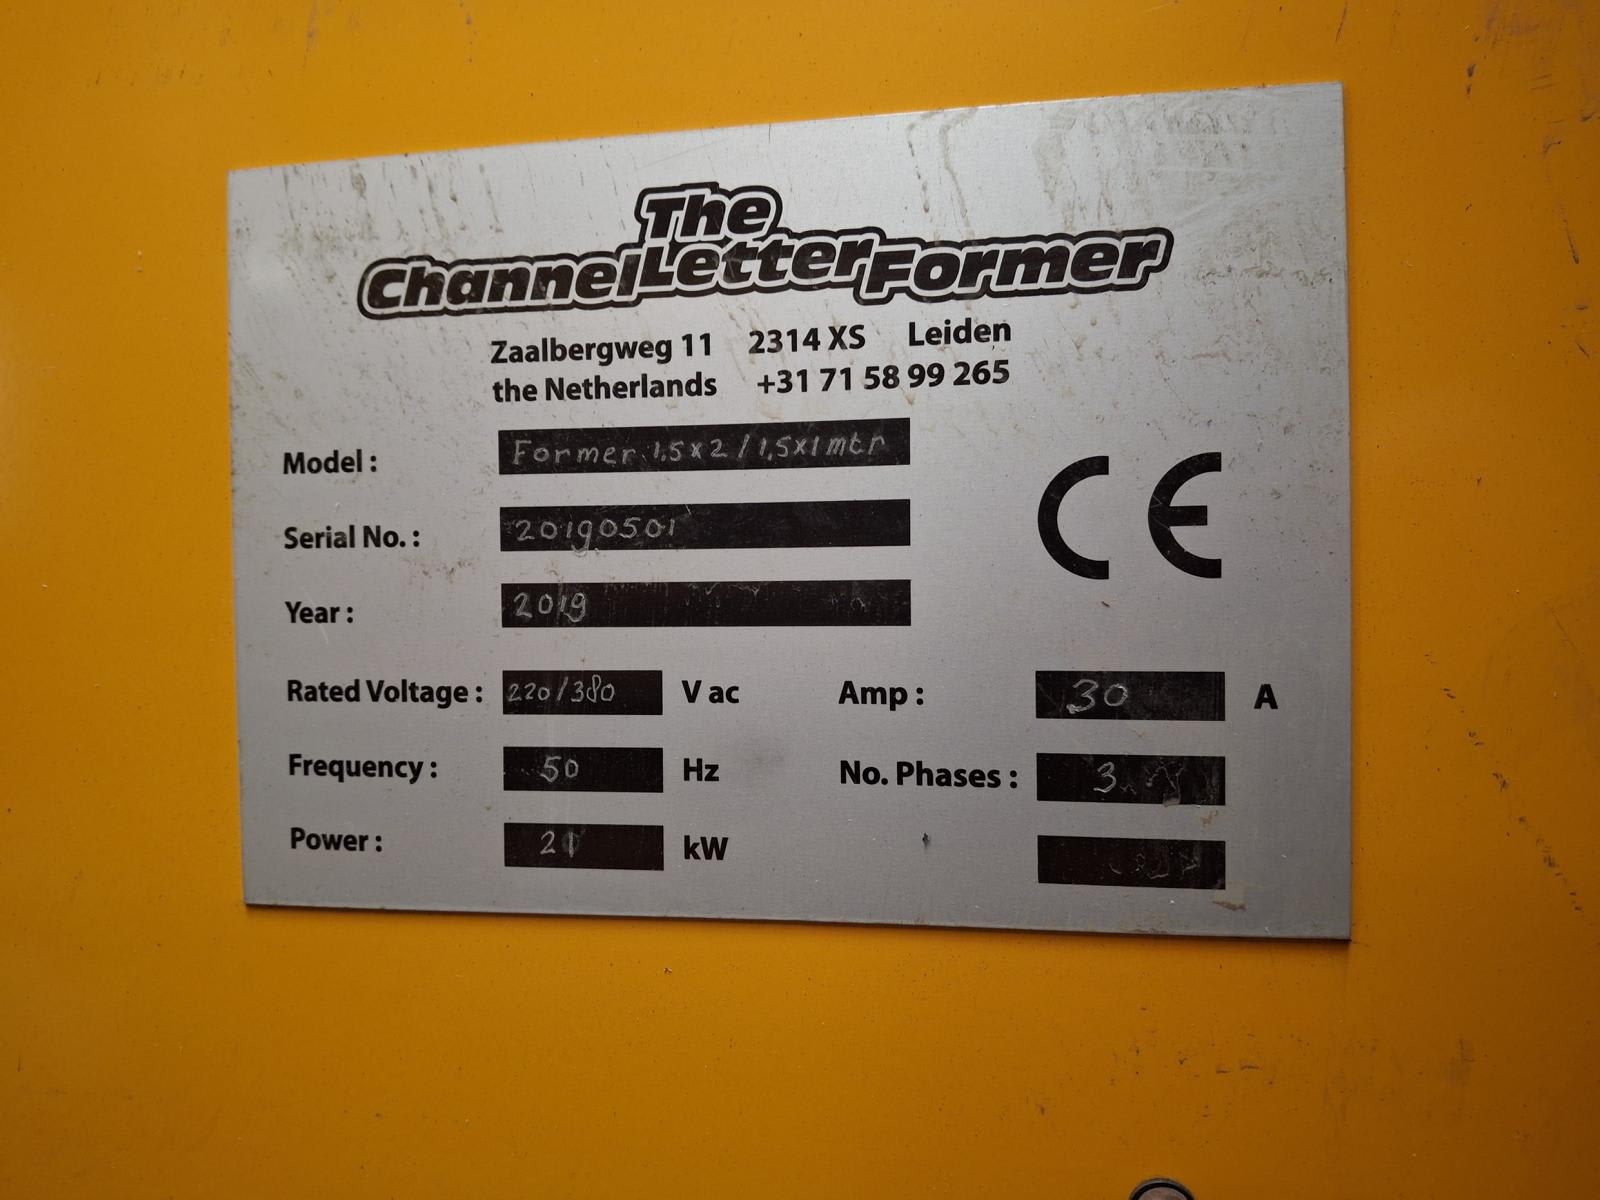 The
ChannelLetterFormer
Zaalbergweg 11 2314 XS Leiden
the Netherlands +31 71 58 99 265
Model : Former 1.5x2 / 1,5x1 mtr
Serial No. : 20190501
Year : 2019
CE
Rated Voltage : 220/380 V ac Amp : 30 A
Frequency : 50 Hz No. Phases : 3
Power : 21 kW